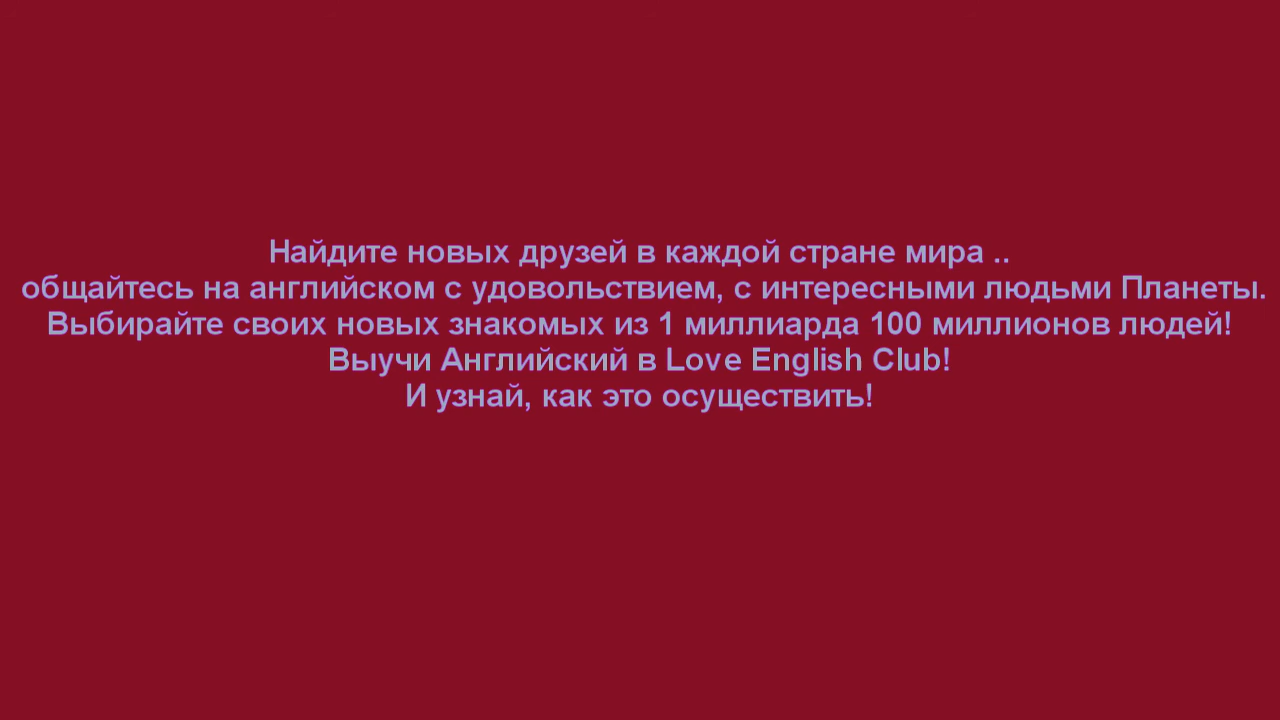 Найдите новых друзей в каждой стране мира ..
общайтесь на английском с удовольствием, с интересными людьми Планеты.
Выбирайте своих новых знакомых из 1 миллиарда 100 миллионов людей!
Выучи Английский в Love English Club!
И узнай, как это осуществить!